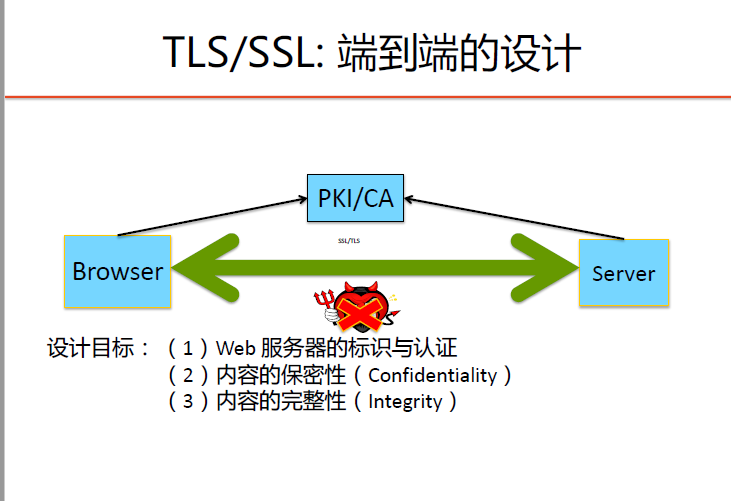 TLS/SSL: 端到端的设计
PKI/CA
SSL/TLS
Browser
Server
设计目标：（1）Web 服务器的标识与认证
（2）内容的保密性（Confidentiality）
（3）内容的完整性（Integrity）